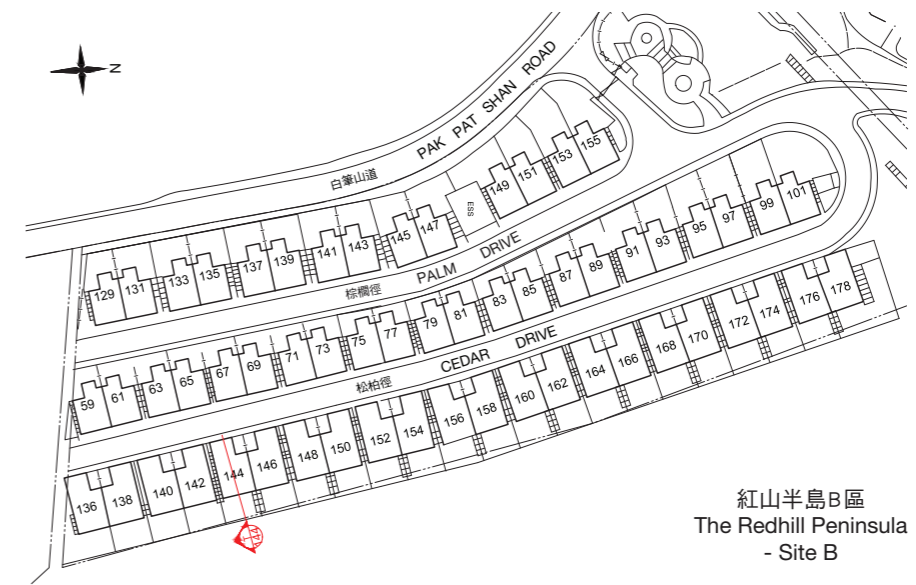 N
白筆山道
PAK PAT SHAN ROAD
129 131 133 135 137 139 141 143 145 147 ESS 149 151 153 155
棕櫚徑 PALM DRIVE
59 61 63 65 67 69 71 73 75 77 79 81 83 85 87 89 91 93 95 97 99 101
松柏徑 CEDAR DRIVE
136 138 140 142 144 146 148 150 152 154 156 158 160 162 164 166 168 170 172 174 176 178
144
紅山半島B區
The Redhill Peninsula
- Site B